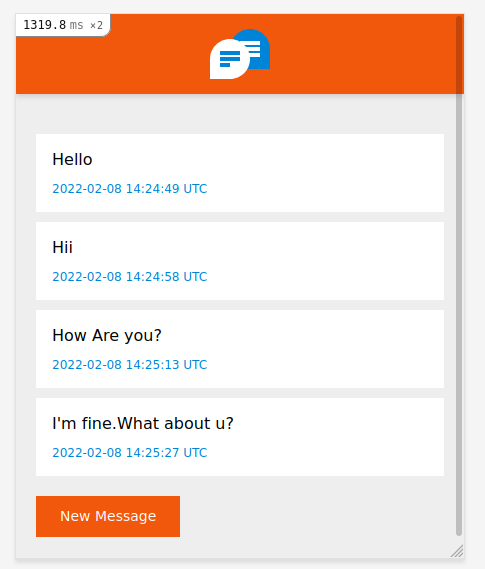 1319.8 ms ×2
Hello
2022-02-08 14:24:49 UTC
Hii
2022-02-08 14:24:58 UTC
How Are you?
2022-02-08 14:25:13 UTC
I'm fine.What about u?
2022-02-08 14:25:27 UTC
New Message